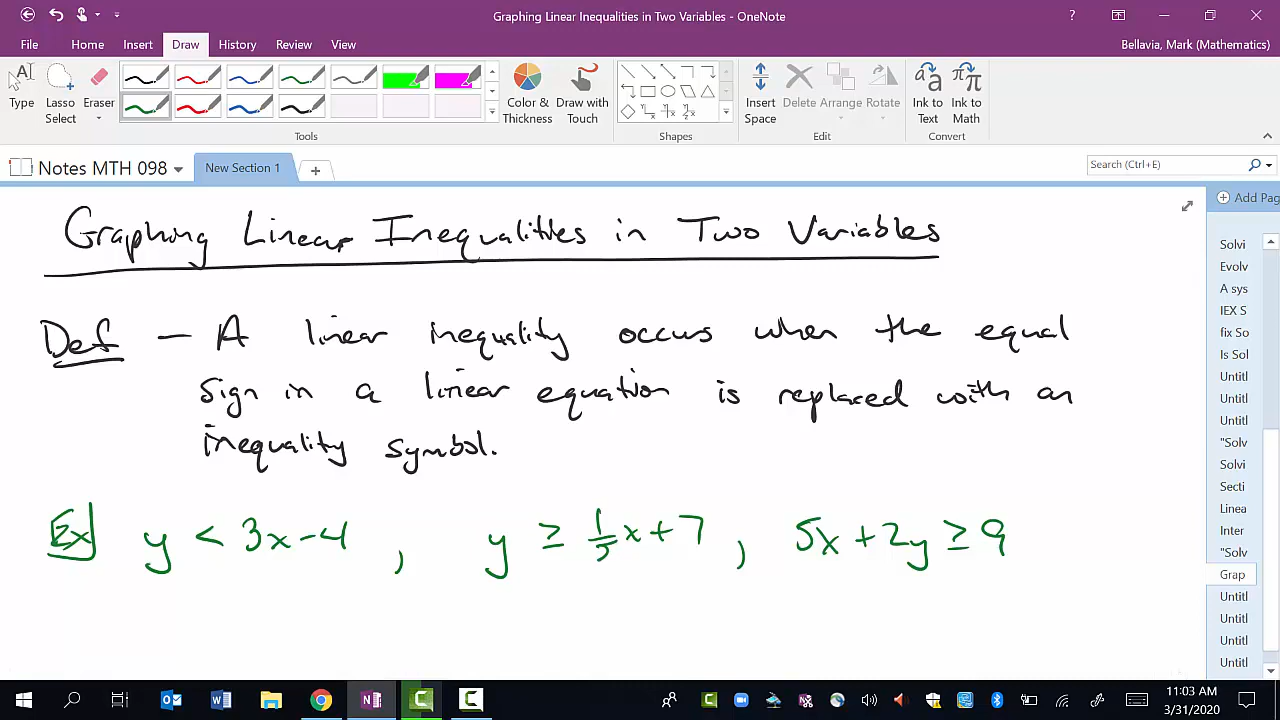 Graphing Linear Inequalities in Two Variables - OneNote
?
File Home Insert Draw History Review View
Bellavia, Mark (Mathematics)
Type Lasso Select Eraser
Color & Thickness Draw with Touch
Insert Space Delete Arrange Rotate
Ink to Text Ink to Math
Tools Shapes Edit Convert
Notes MTH 098 New Section 1 +
Search (Ctrl+E)
Add Pag
Graphing Linear Inequalities in Two Variables
Def – A linear inequality occurs when the equal
sign in a linear equation is replaced with an
inequality symbol.
Ex y < 3x-4 , y ≥ 1/5x+7 , 5x+2y ≥ 9
Solvi
Evolv
A sys
IEX S
fix So
Is Sol
Untitl
Untitl
Untitl
"Solv
Solvi
Secti
Linea
Inter
"Solv
Grap
Untitl
Untitl
Untitl
Untitl
11:03 AM
3/31/2020